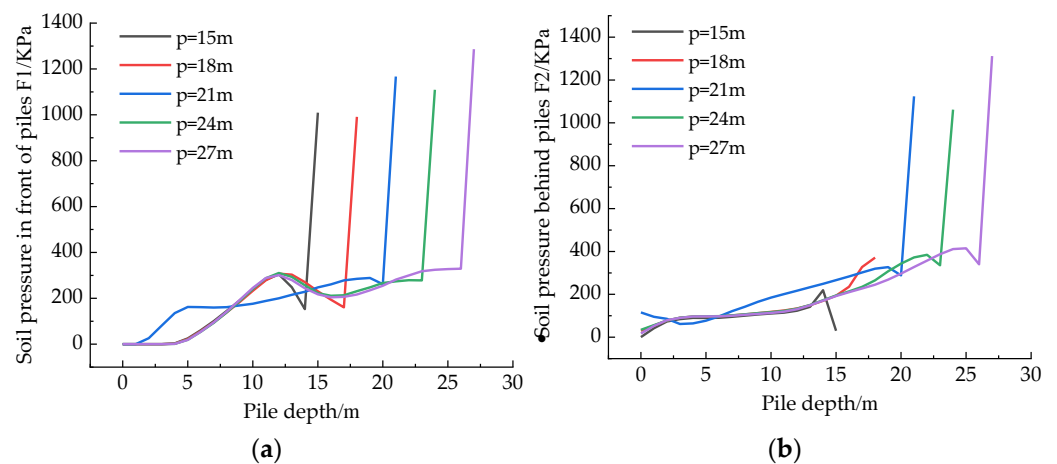 Soil pressure in front of piles F1/KPa
1400
1200
1000
800
600
400
200
0
p=15m
p=18m
p=21m
p=24m
p=27m
0 5 10 15 20 25 30
Pile depth/m
(a)
•Soil pressure behind piles F2/KPa
1400
1200
1000
800
600
400
200
0
p=15m
p=18m
p=21m
p=24m
p=27m
0 5 10 15 20 25 30
Pile depth/m
(b)